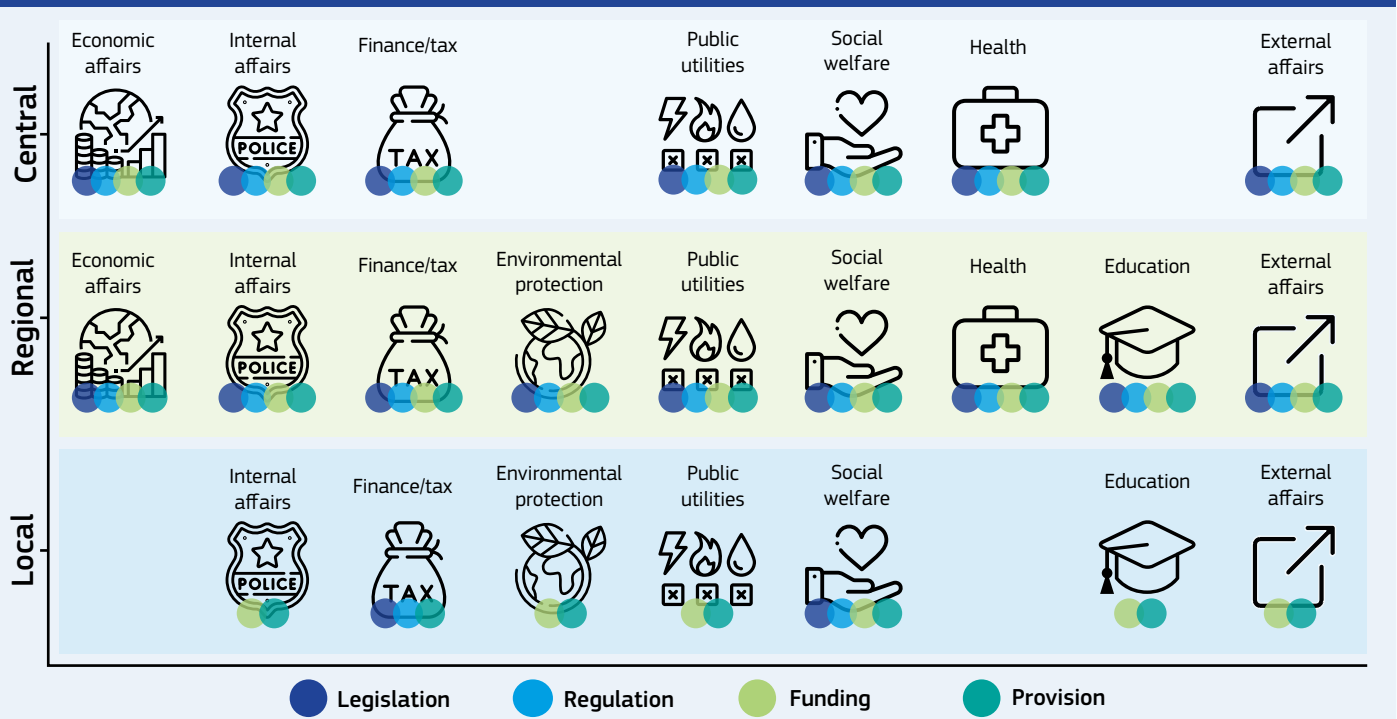 Central
Economic
affairs
Internal
affairs
Finance/tax
Public
utilities
Social
welfare
Health
External
affairs
POLICE
TAX
Regional
Economic
affairs
Internal
affairs
Finance/tax
Environmental
protection
Public
utilities
Social
welfare
Health
Education
External
affairs
POLICE
TAX
Local
Internal
affairs
Finance/tax
Environmental
protection
Public
utilities
Social
welfare
Education
External
affairs
POLICE
TAX
Legislation
Regulation
Funding
Provision